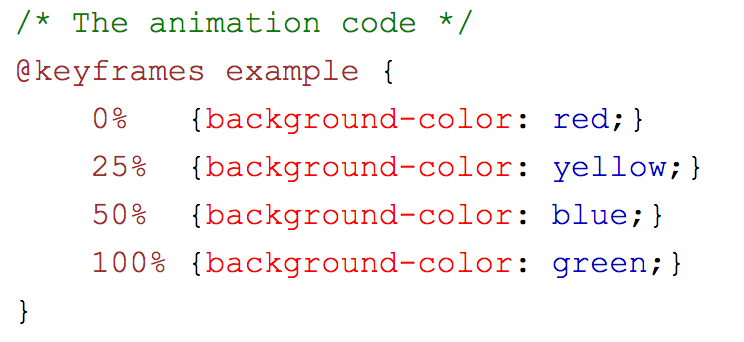 /* The animation code */
@keyframes example {
    0%   {background-color: red;}
    25%  {background-color: yellow;}
    50%  {background-color: blue;}
    100% {background-color: green;}
}